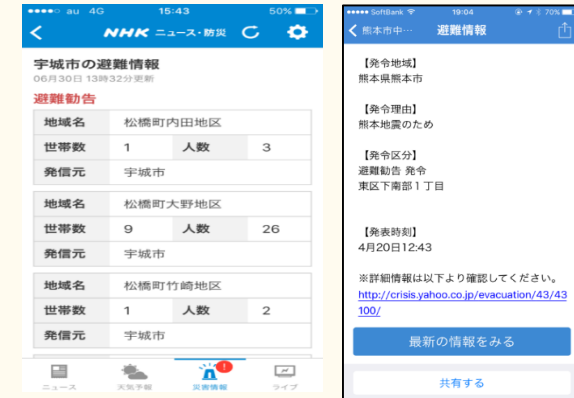 au 4G 15:43 50%
NHK ニュース・防災
宇城市の避難情報
06月30日 13時32分更新
避難勧告
地域名 松橋町内田地区
世帯数 1 人数 3
発信元 宇城市
地域名 松橋町大野地区
世帯数 9 人数 26
発信元 宇城市
地域名 松橋町竹崎地区
世帯数 1 人数 2
発信元 宇城市
ニュース 天気予報 災害情報 ライブ
SoftBank 19:04 70%
熊本市中… 避難情報
【発令地域】
熊本県熊本市
【発令理由】
熊本地震のため
【発令区分】
避難勧告 発令
東区下南部１丁目
【発表時刻】
4月20日12:43
※詳細情報は以下より確認してください。
http://crisis.yahoo.co.jp/evacuation/43/43
100/
最新の情報をみる
共有する